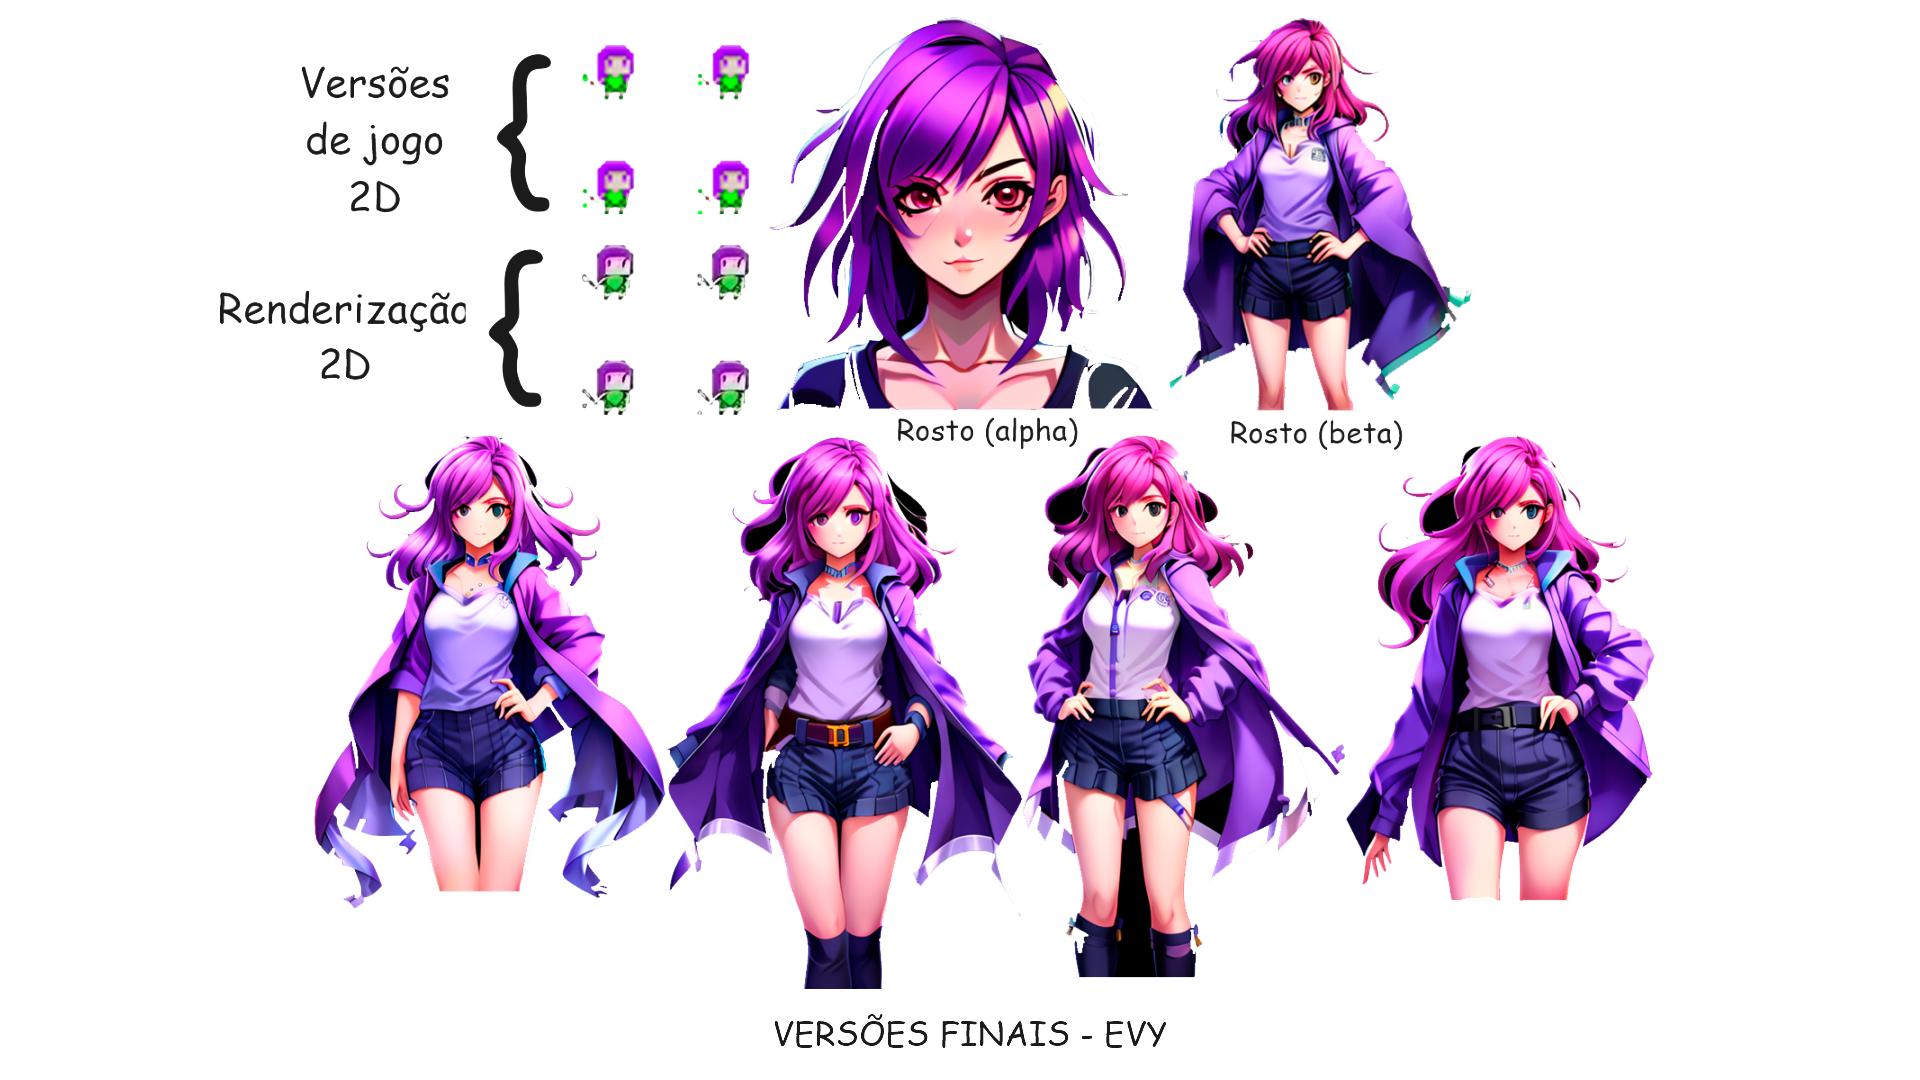 Versões
de jogo
2D
Renderização
2D
Rosto (alpha)
Rosto (beta)
VERSÕES FINAIS - EVY